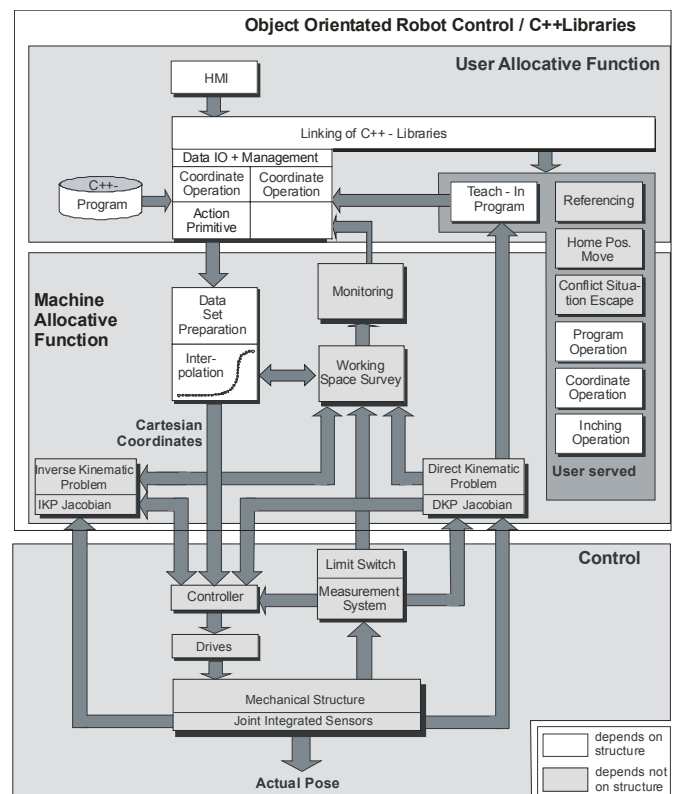 Object Orientated Robot Control / C++Libraries
User Allocative Function
HMI
Linking of C++ - Libraries
Data IO + Management
Coordinate
Operation
Coordinate
Operation
Action
Primitive
C++-
Program
Teach - In
Program
Referencing
Home Pos.
Move
Conflict Situa-
tion Escape
Program
Operation
Coordinate
Operation
Inching
Operation
User served
Machine
Allocative
Function
Data
Set
Preparation
Inter-
polation
Monitoring
Working
Space Survey
Cartesian
Coordinates
Inverse Kinematic
Problem
IKP Jacobian
Direct Kinematic
Problem
DKP Jacobian
Control
Limit Switch
Measurement
System
Controller
Drives
Mechanical Structure
Joint Integrated Sensors
Actual Pose
depends on
structure
depends not
on structure